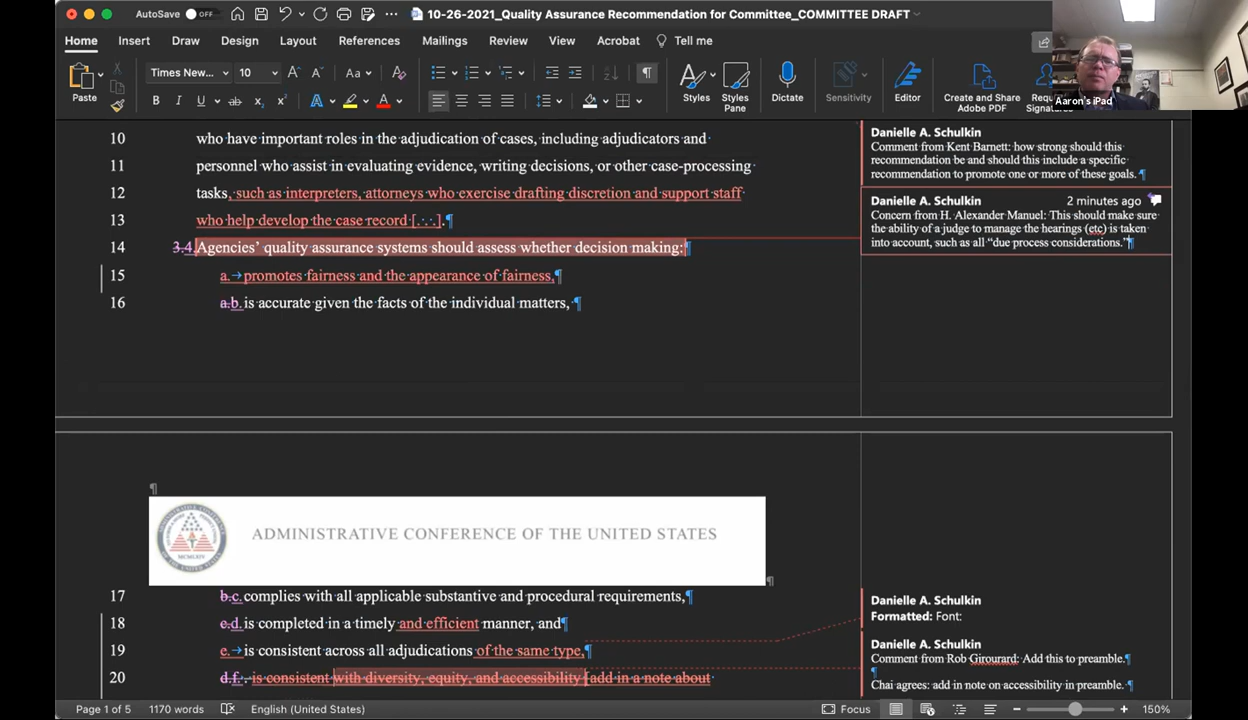 AutoSave OFF
10-26-2021_Quality Assurance Recommendation for Committee_COMMITTEE DRAFT
Home Insert Draw Design Layout References Mailings Review View Acrobat Tell me
Paste
Times New... 10
Styles
Styles Pane
Dictate
Sensitivity
Editor
Create and Share Adobe PDF
Aaron's iPad
10 who have important roles in the adjudication of cases, including adjudicators and
11 personnel who assist in evaluating evidence, writing decisions, or other case-processing
12 tasks, such as interpreters, attorneys who exercise drafting discretion and support staff
13 who help develop the case record [. . .].¶
14 3.4. Agencies’ quality assurance systems should assess whether decision making:¶
15 a.→promotes fairness and the appearance of fairness,¶
16 a.b. is accurate given the facts of the individual matters, ¶
Danielle A. Schulkin
Comment from Kent Barnett: how strong should this
recommendation be and should this include a specific
recommendation to promote one or more of these goals. ¶
Danielle A. Schulkin 2 minutes ago
Concern from H. Alexander Manuel: This should make sure
the ability of a judge to manage the hearings (etc) is taken
into account, such as all “due process considerations.”¶
¶
ADMINISTRATIVE CONFERENCE OF THE UNITED STATES
¶
17 b.c. complies with all applicable substantive and procedural requirements,¶
18 c.d. is completed in a timely and efficient manner, and¶
19 e.→is consistent across all adjudications of the same type,¶
20 d.f. is consistent with diversity, equity, and accessibility [add in a note about
Danielle A. Schulkin
Formatted: Font:
Danielle A. Schulkin
Comment from Rob Girourard: Add this to preamble.¶
¶
Chai agrees: add in note on accessibility in preamble. ¶
Page 1 of 5 1170 words English (United States) Focus 150%